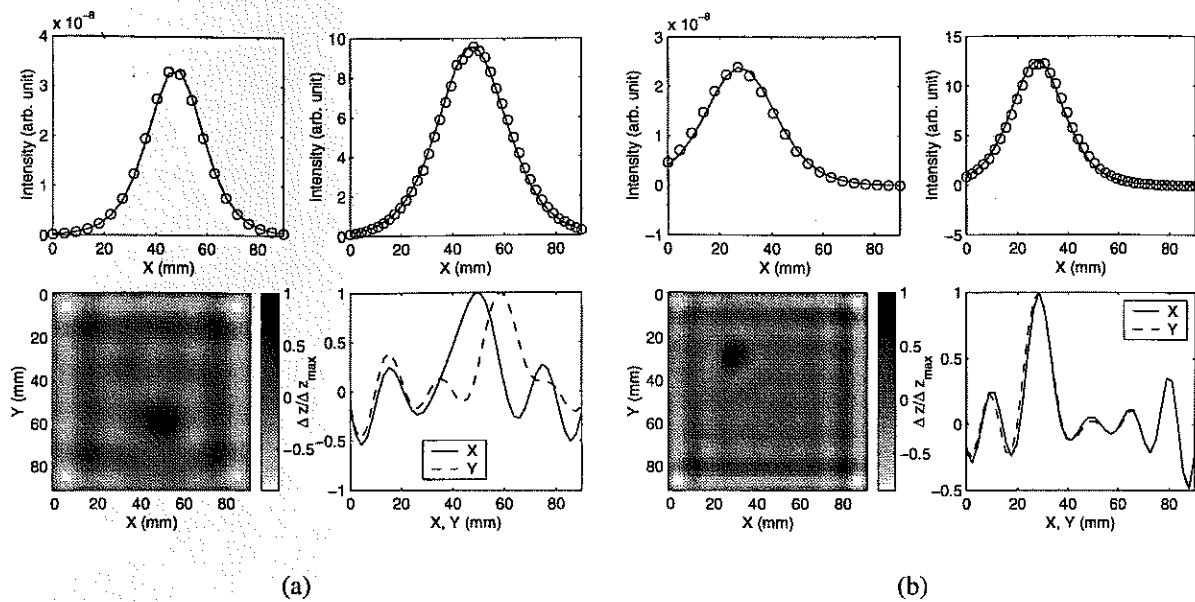 x 10⁻⁸
4
3
2
1
0
Intensity (arb. unit)
0 20 40 60 80
X (mm)
10
8
6
4
2
0
Intensity (arb. unit)
0 20 40 60 80
X (mm)
0
20
40
60
80
Y (mm)
0 20 40 60 80
X (mm)
1
0.5
0
−0.5
Δ z/Δ z_max
1
0.5
0
−0.5
−1
X
Y
0 20 40 60 80
X, Y (mm)
(a)
x 10⁻⁸
3
2
1
0
−1
Intensity (arb. unit)
0 20 40 60 80
X (mm)
15
10
5
0
−5
Intensity (arb. unit)
0 20 40 60 80
X (mm)
0
20
40
60
80
Y (mm)
0 20 40 60 80
X (mm)
1
0.5
0
−0.5
Δ z/Δ z_max
1
0.5
0
−0.5
X
Y
0 20 40 60 80
X, Y (mm)
(b)